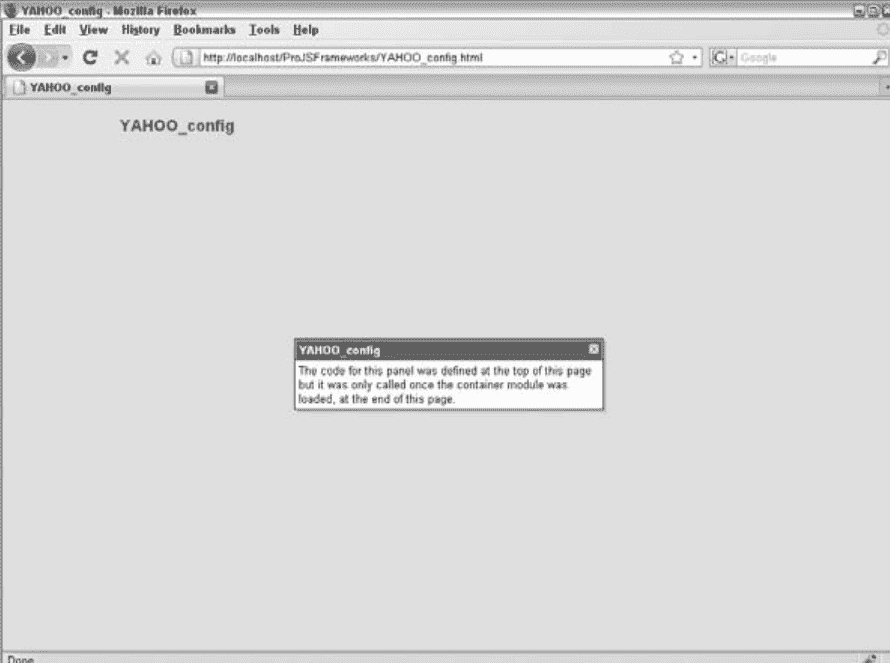 YAHOO_config - Mozilla Firefox
File Edit View History Bookmarks Tools Help
http://localhost/ProJSFrameworks/YAHOO_config.html
Google
YAHOO_config
YAHOO_config
YAHOO_config
The code for this panel was defined at the top of this page
but it was only called once the container module was
loaded, at the end of this page.
Done